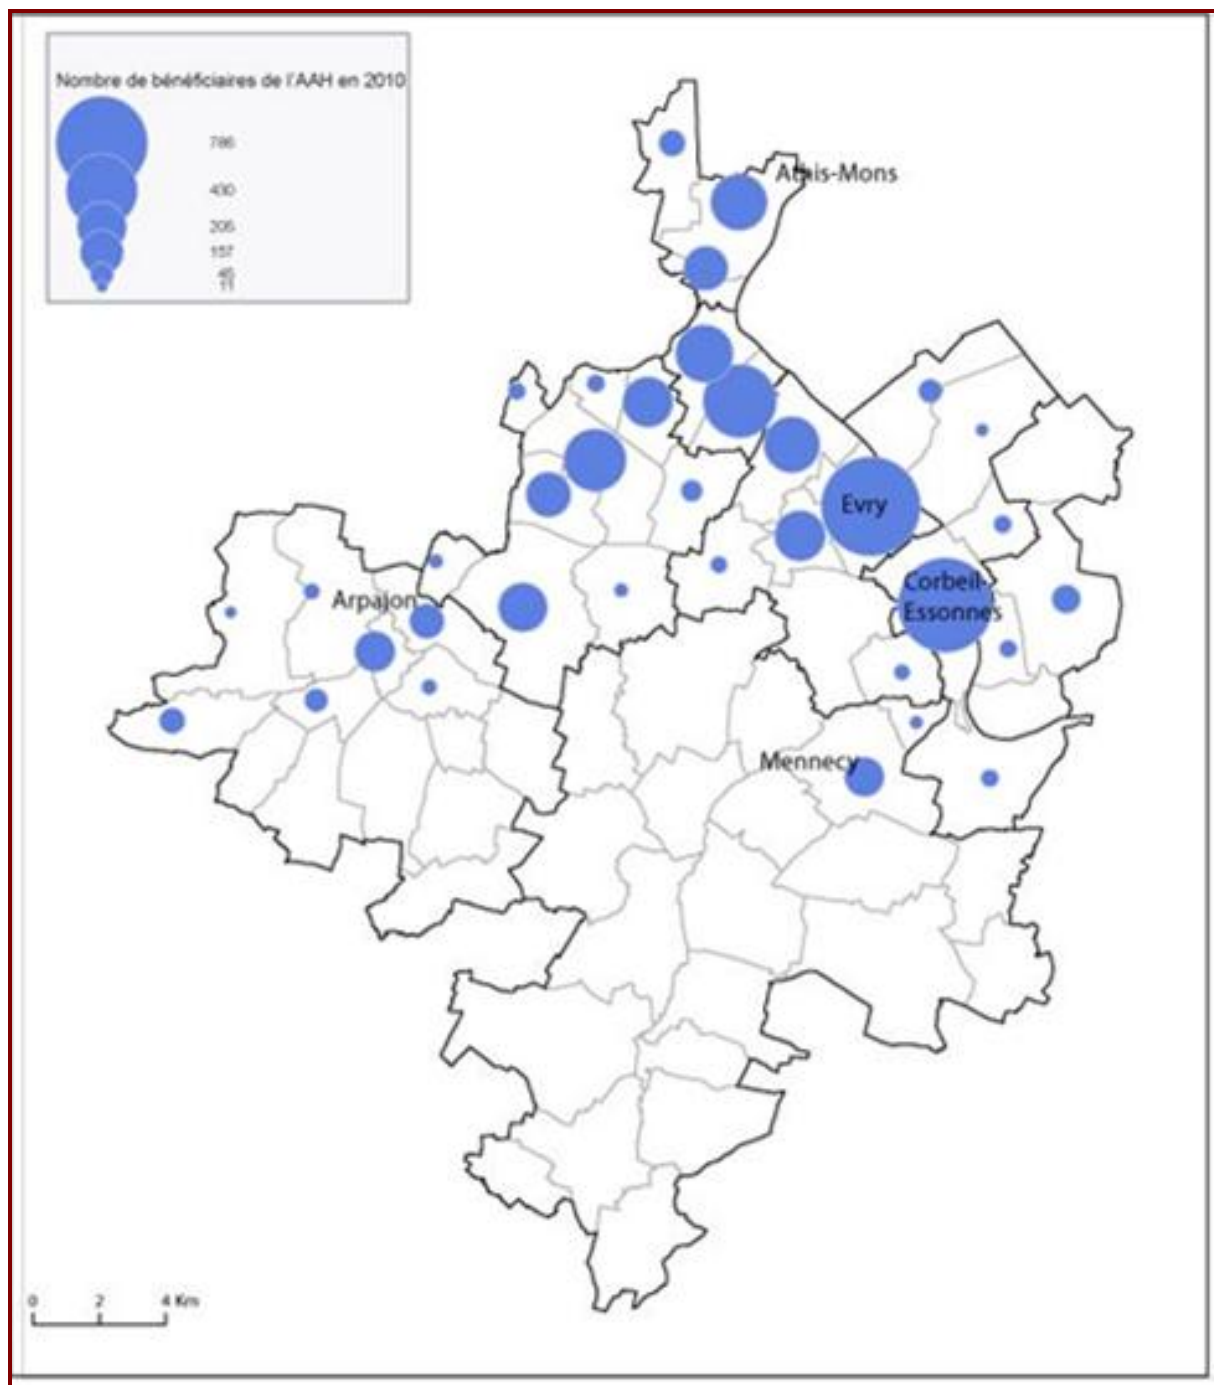 Nombre de bénéficiaires de l'AAH en 2010
786
430
205
157
45
11
Athis-Mons
Evry
Corbeil-
Essonnes
Arpajon
Mennecy
0 2 4 Km